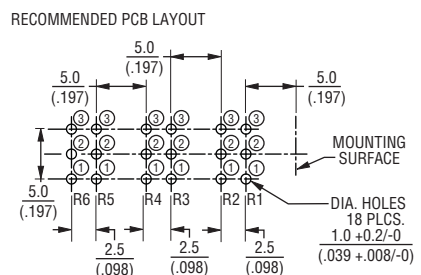 RECOMMENDED PCB LAYOUT
5.0
(.197)
5.0
(.197)
5.0
(.197)
3 3 3 3 3 3
2 2 2 2 2 2
1 1 1 1 1 1
MOUNTING
SURFACE
5.0
(.197)
R6 R5 R4 R3 R2 R1
DIA. HOLES
18 PLCS.
1.0 +0.2/-0
(.039 +.008/-0)
2.5
(.098)
2.5
(.098)
2.5
(.098)